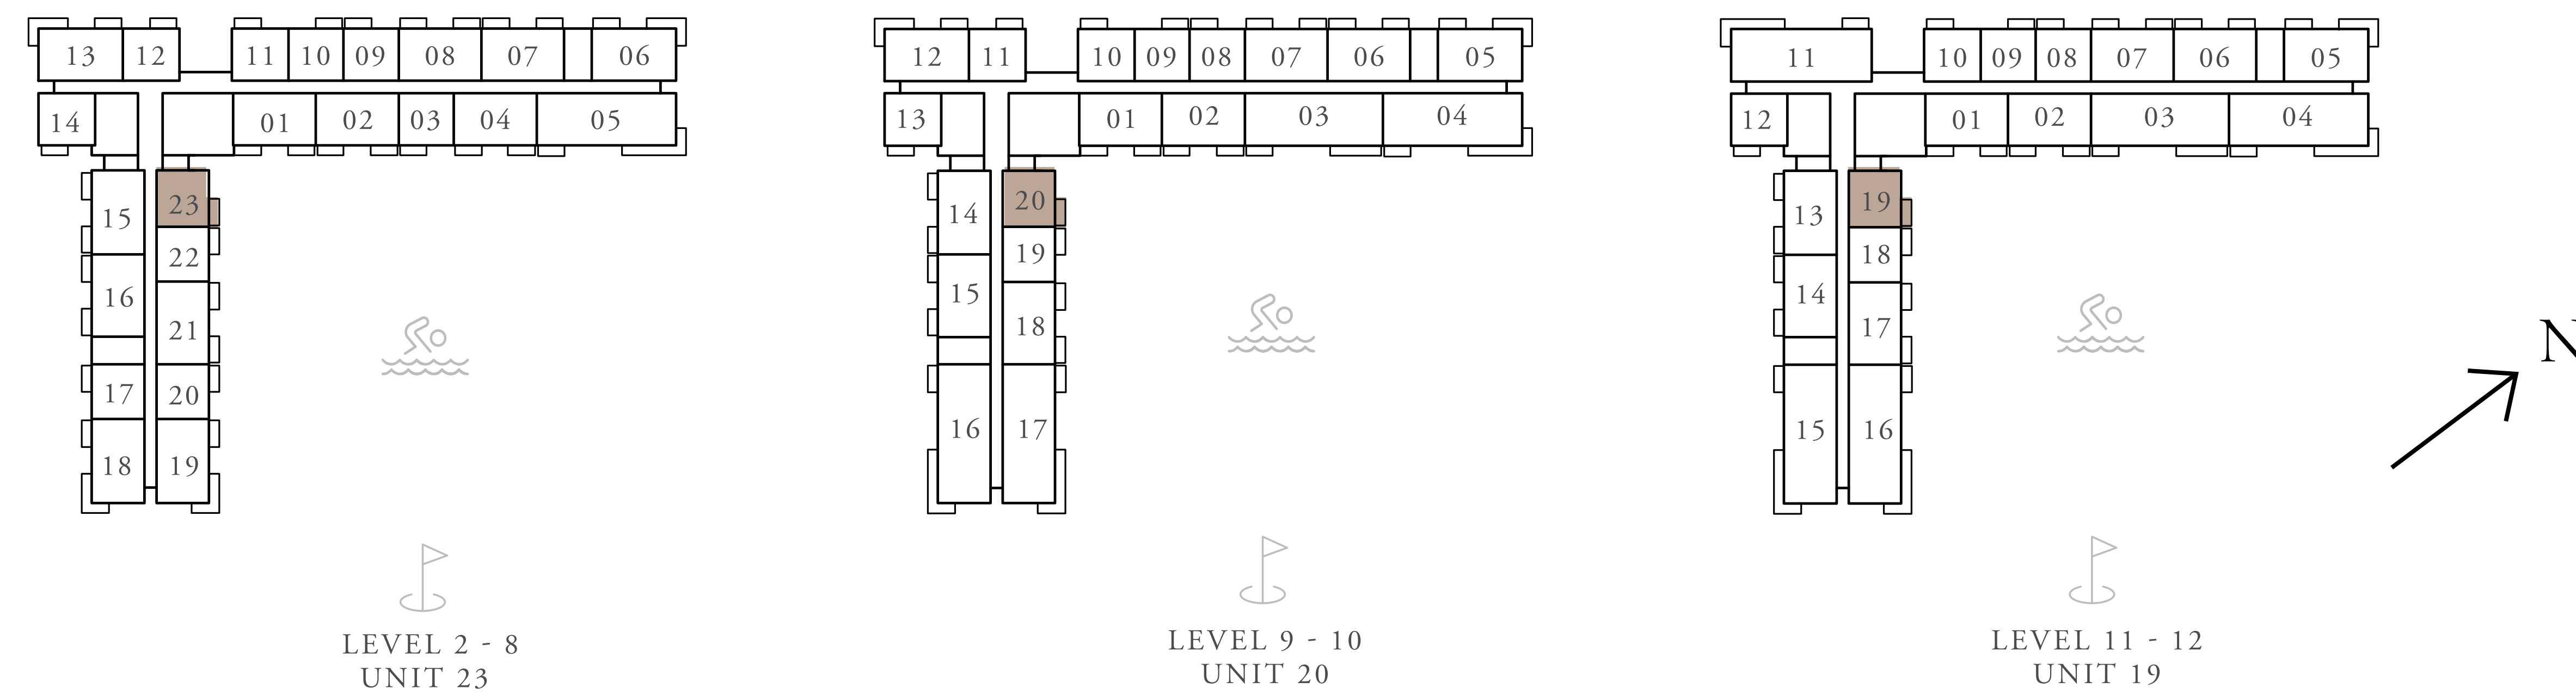 13 12 11 10 09 08 07 06
14 01 02 03 04 05
15 23
22
16
21
17 20
18 19
LEVEL 2 - 8
UNIT 23
12 11 10 09 08 07 06 05
13 01 02 03 04
14 20
19
15
18
16 17
LEVEL 9 - 10
UNIT 20
11 10 09 08 07 06 05
12 01 02 03 04
13 19
18
14
17
15 16
LEVEL 11 - 12
UNIT 19
N